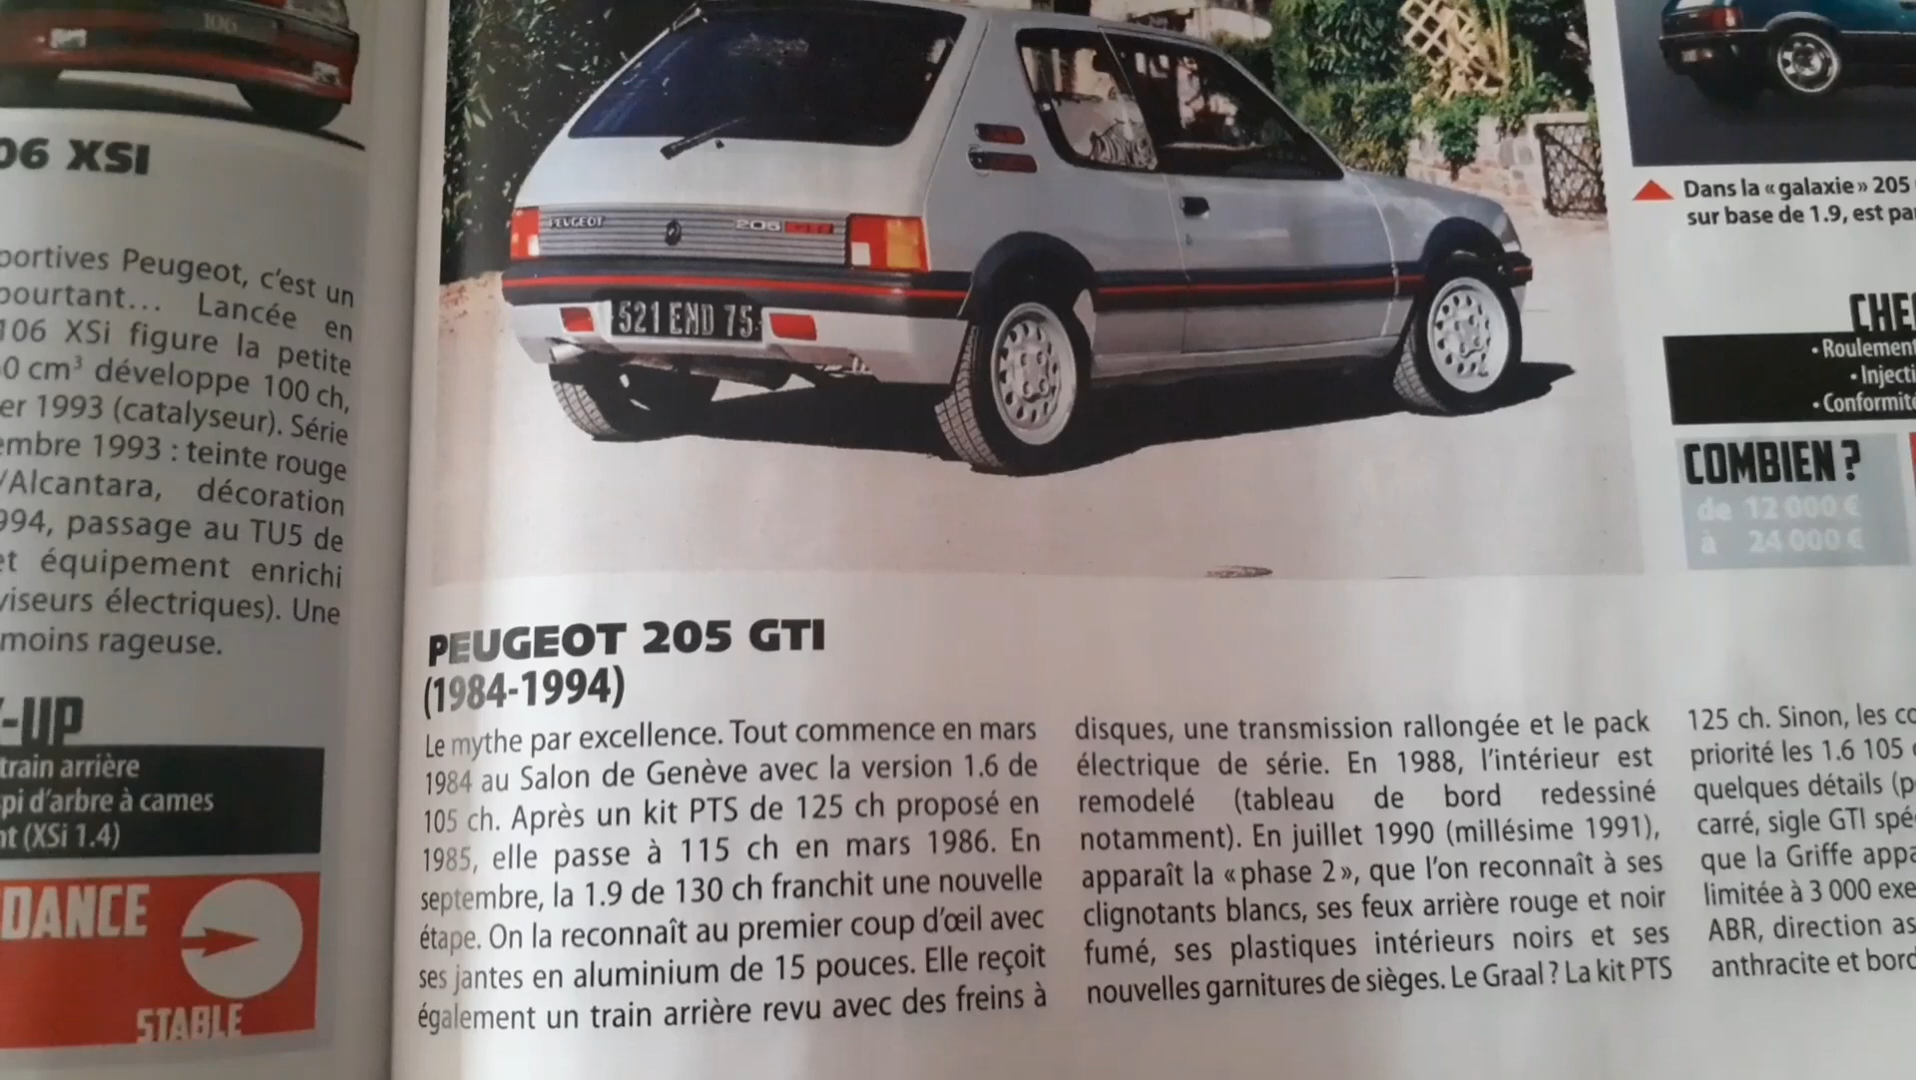 106
06 XSI
portives Peugeot, c'est un
pourtant... Lancée en
106 XSi figure la petite
0 cm³ développe 100 ch,
er 1993 (catalyseur). Série
embre 1993 : teinte rouge
/Alcantara, décoration
994, passage au TU5 de
et équipement enrichi
viseurs électriques). Une
moins rageuse.
-UP
train arrière
pi d'arbre à cames
nt (XSi 1.4)
DANCE
STABLE
PEUGEOT
205 GTI
521 END 75
PEUGEOT 205 GTI
(1984-1994)
Le mythe par excellence. Tout commence en mars
1984 au Salon de Genève avec la version 1.6 de
105 ch. Après un kit PTS de 125 ch proposé en
1985, elle passe à 115 ch en mars 1986. En
septembre, la 1.9 de 130 ch franchit une nouvelle
étape. On la reconnaît au premier coup d'œil avec
ses jantes en aluminium de 15 pouces. Elle reçoit
également un train arrière revu avec des freins à
disques, une transmission rallongée et le pack
électrique de série. En 1988, l'intérieur est
remodelé (tableau de bord redessiné
notamment). En juillet 1990 (millésime 1991),
apparaît la « phase 2 », que l'on reconnaît à ses
clignotants blancs, ses feux arrière rouge et noir
fumé, ses plastiques intérieurs noirs et ses
nouvelles garnitures de sièges. Le Graal ? La kit PTS
125 ch. Sinon, les co
priorité les 1.6 105
quelques détails (p
carré, sigle GTI spé
que la Griffe appa
limitée à 3 000 exe
ABR, direction as
anthracite et bord
Dans la « galaxie » 205
sur base de 1.9, est pa
CHE
• Roulement
• Injecti
• Conformité
COMBIEN ?
de 12 000 €
à 24 000 €